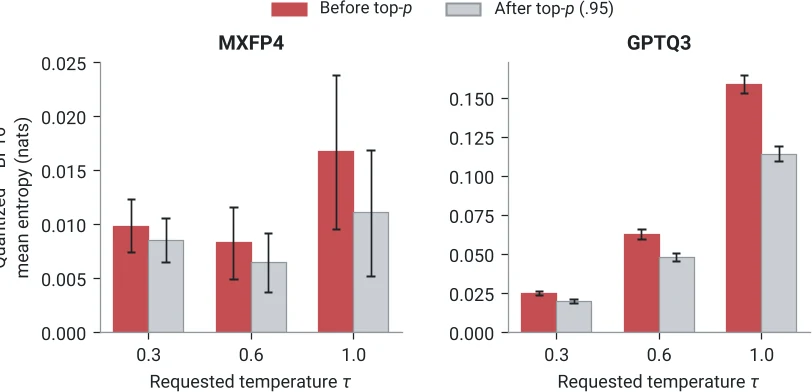 Before top-p
After top-p (.95)
MXFP4
GPTQ3
mean entropy (nats)
0.025
0.020
0.015
0.010
0.005
0.000
0.3
0.6
1.0
Requested temperature τ
0.150
0.125
0.100
0.075
0.050
0.025
0.000
0.3
0.6
1.0
Requested temperature τ